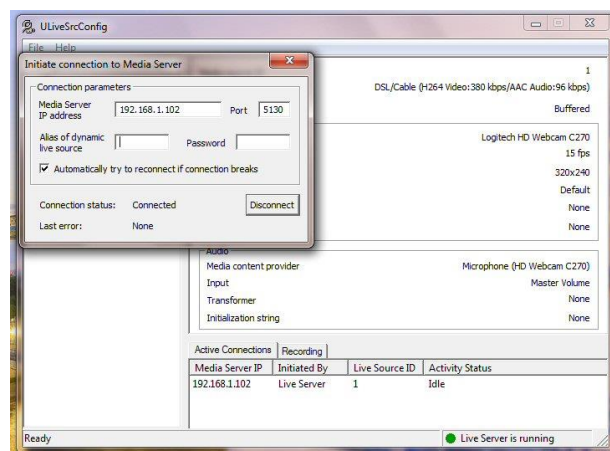 ULiveSrcConfig
File Help
Initiate connection to Media Server
Connection parameters
Media Server IP address 192.168.1.102 Port 5130
Alias of dynamic live source Password
Automatically try to reconnect if connection breaks
Connection status: Connected Disconnect
Last error: None
1
DSL/Cable (H264 Video:380 kbps/AAC Audio:96 kbps)
Buffered
Logitech HD Webcam C270
15 fps
320x240
Default
None
None
Audio
Media content provider Microphone (HD Webcam C270)
Input Master Volume
Transformer None
Initialization string None
Active Connections Recording
Media Server IP Initiated By Live Source ID Activity Status
192.168.1.102 Live Server 1 Idle
Ready Live Server is running